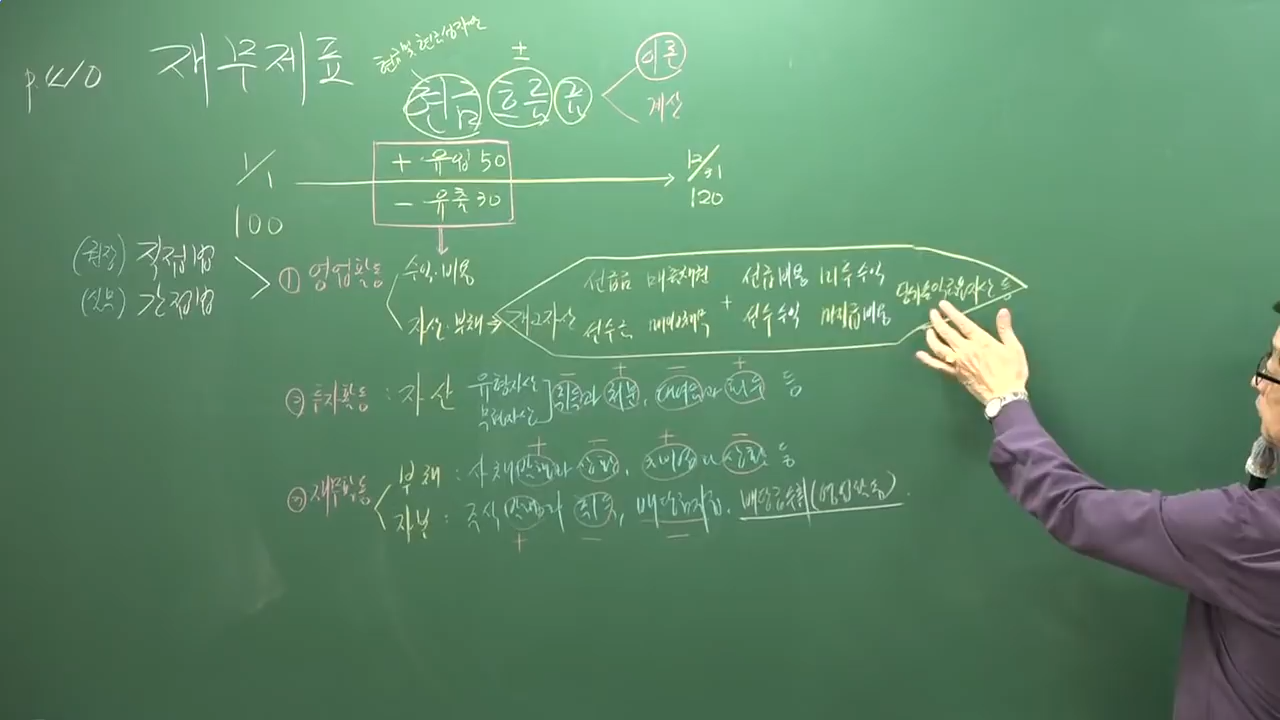 재무제표
현금 및 현금성자산
현금 흐름 표
±
이론
계산
1/1
100
+ 유입 50
- 유출 30
12/31
120
(권장) 직접법
(실무) 간접법
① 영업활동
수익·비용
자산·부채 ⇒ 재고자산
선급금 매출채권 + 선급비용 미수수익
선수금 매입채무 선수수익 미지급비용
당기손익금융자산 등
② 투자활동 : 자산 유형자산 무형자산 취득과 처분, 대여금과 회수 등
- + - +
③ 재무활동
+ - + -
부채 : 사채발행과 상환, 차입금과 상환 등
자본 : 주식발행과 취득, 배당금지급. 배당금수취(영업활동).
+ - -